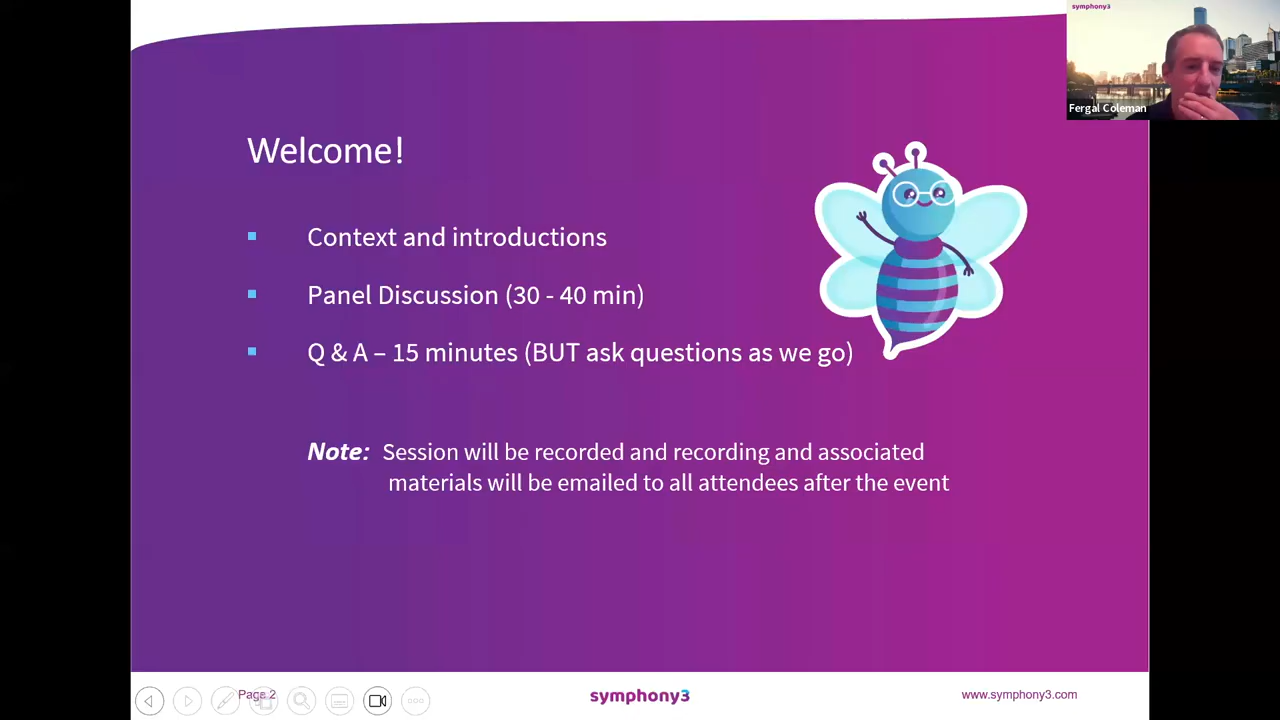 symphony3
Fergal Coleman
Welcome!
Context and introductions
Panel Discussion (30 - 40 min)
Q & A – 15 minutes (BUT ask questions as we go)
Note: Session will be recorded and recording and associated
materials will be emailed to all attendees after the event
Page 2
symphony3
www.symphony3.com